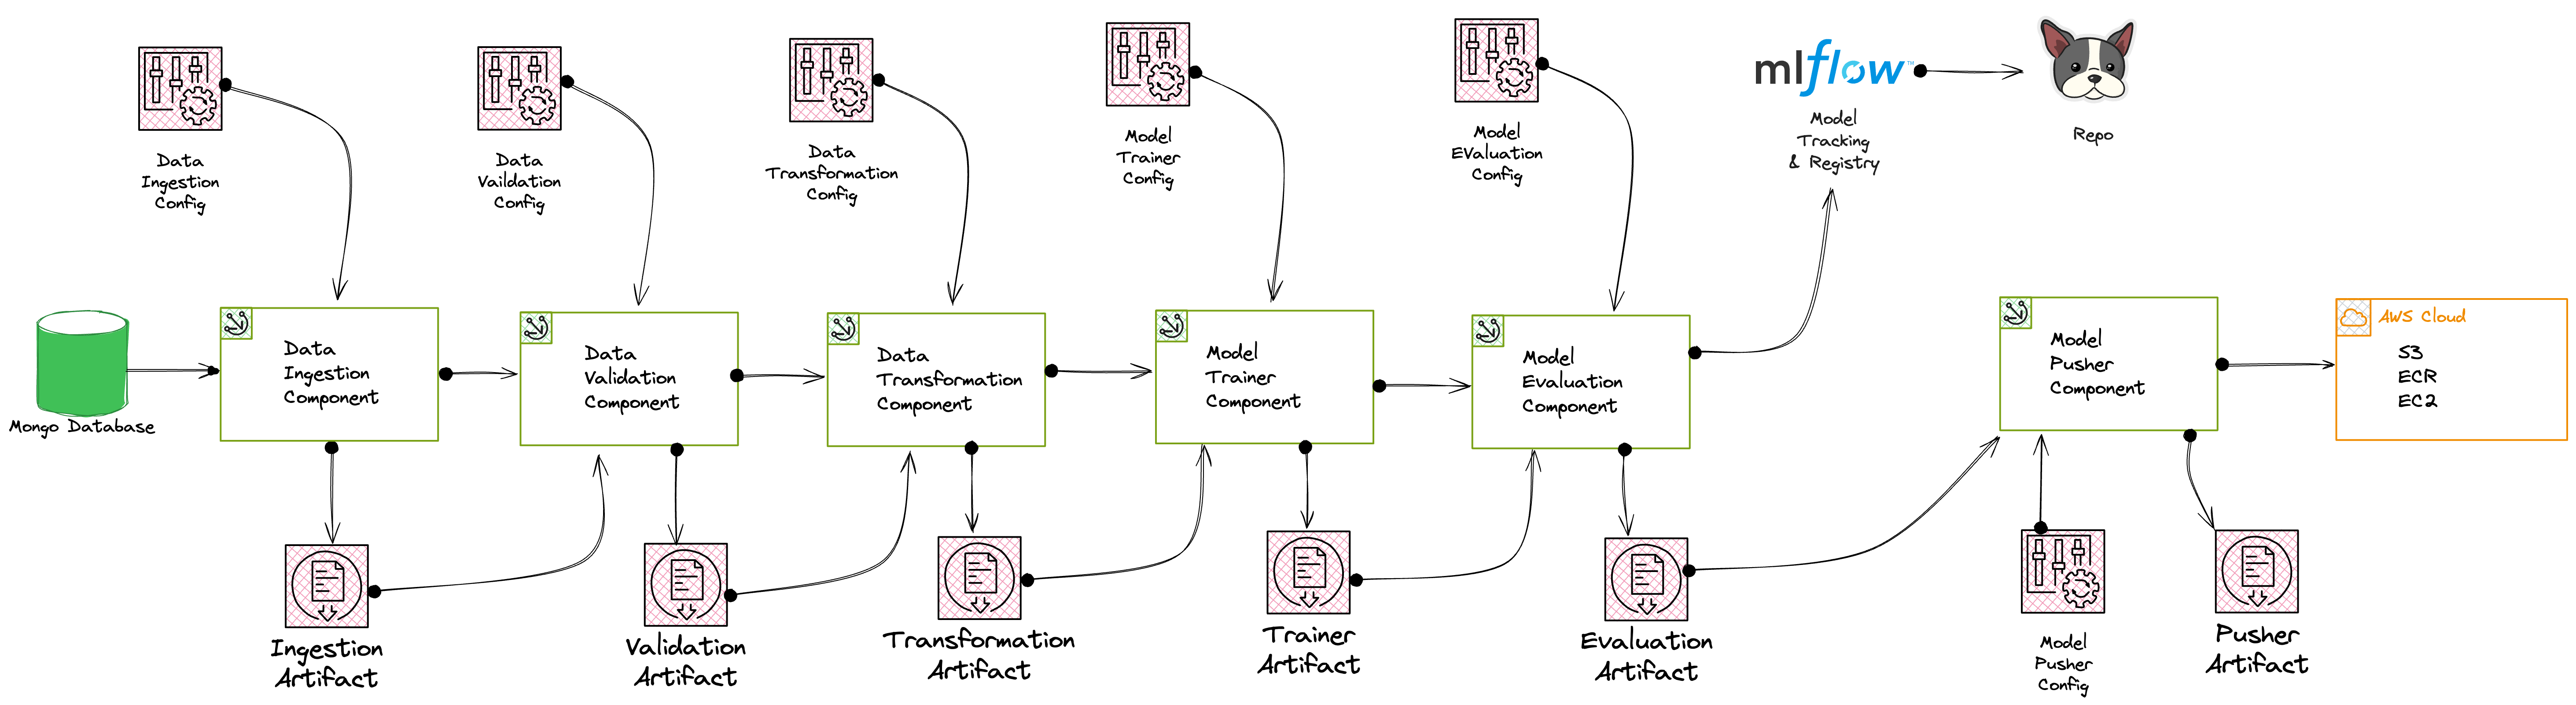 Data
Ingestion
Config
Data
Vaildation
Config
Data
Transformation
Config
Model
Trainer
Config
Model
EValuation
Config
mlflow™
Model
Tracking
& Registry
Repo
Mongo Database
Data
Ingestion
Component
Data
Validation
Component
Data
Transformation
Component
Model
Trainer
Component
Model
Evaluation
Component
Model
Pusher
Component
AWS Cloud
S3
ECR
EC2
Ingestion
Artifact
Validation
Artifact
Transformation
Artifact
Trainer
Artifact
Evaluation
Artifact
Model
Pusher
Config
Pusher
Artifact